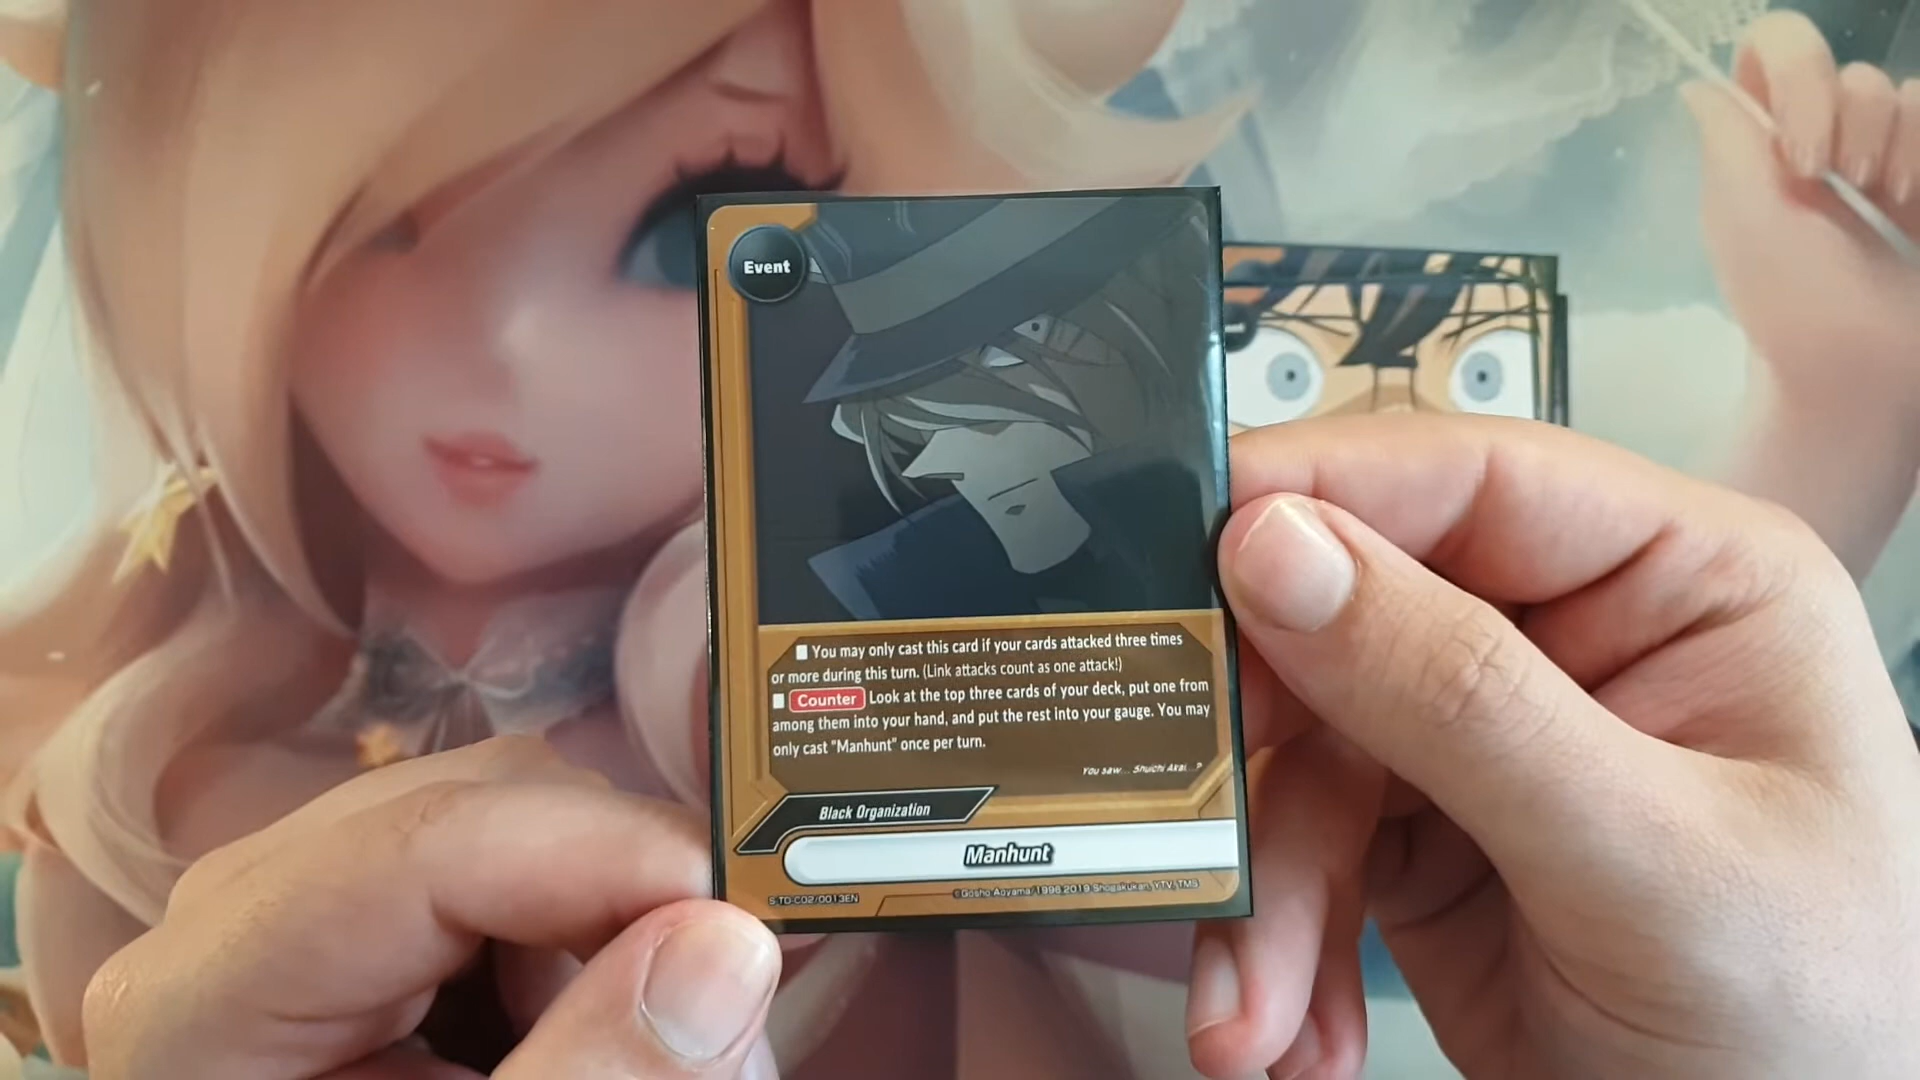 Event
■ You may only cast this card if your cards attacked three times
or more during this turn. (Link attacks count as one attack!)
■ Counter Look at the top three cards of your deck, put one from
among them into your hand, and put the rest into your gauge. You may
only cast "Manhunt" once per turn.
You saw... Shuichi Akai...?
Black Organization
Manhunt
S-TD-C02/0013EN
©Gosho Aoyama/1996,2019 Shogakukan, YTV, TMS